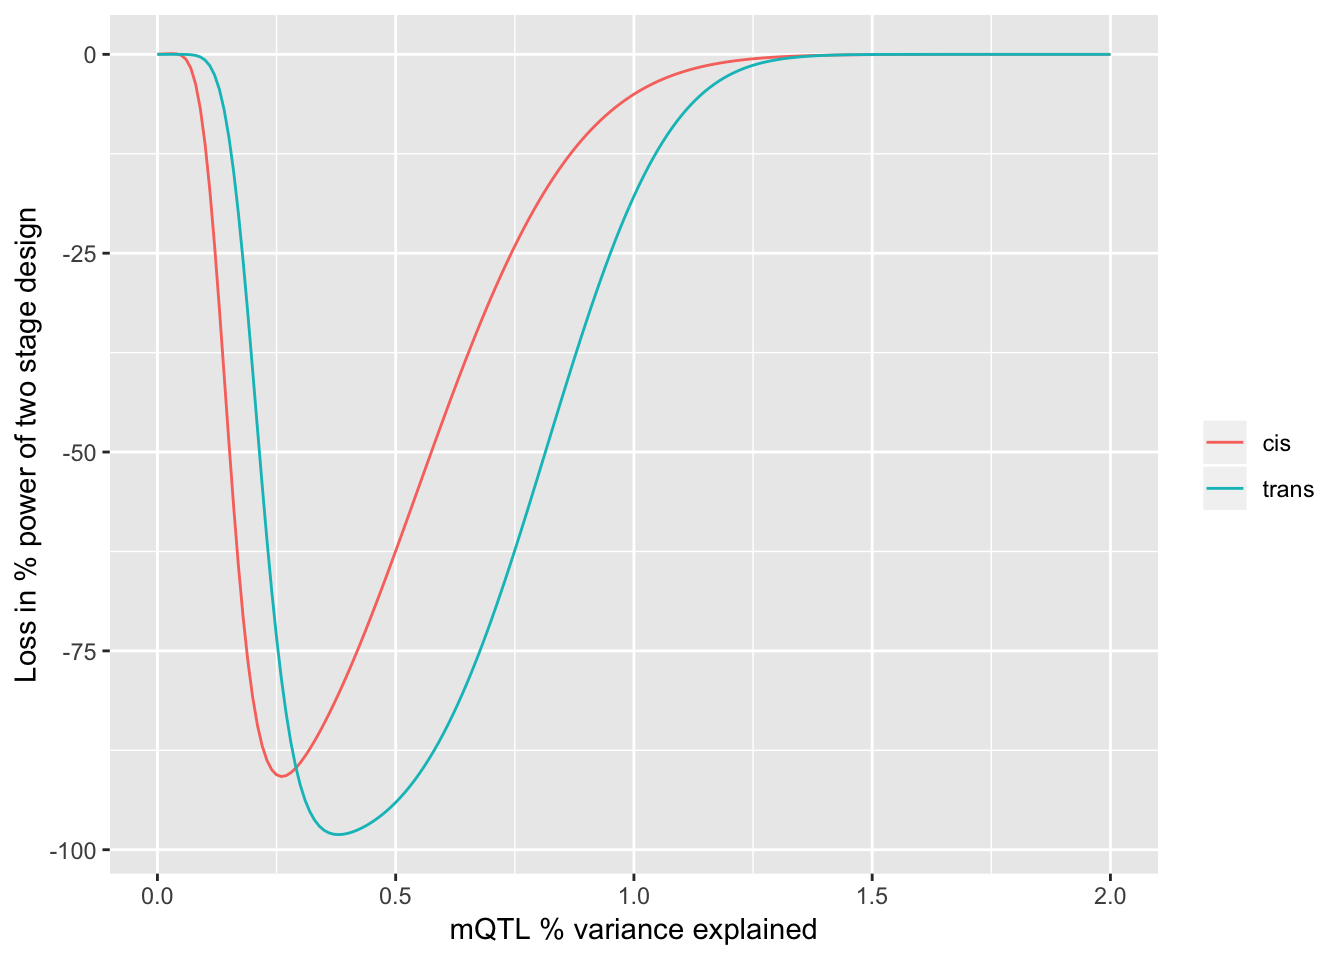 Loss in % power of two stage design
0
-25
-50
-75
-100
0.0
0.5
1.0
1.5
2.0
mQTL % variance explained
cis
trans